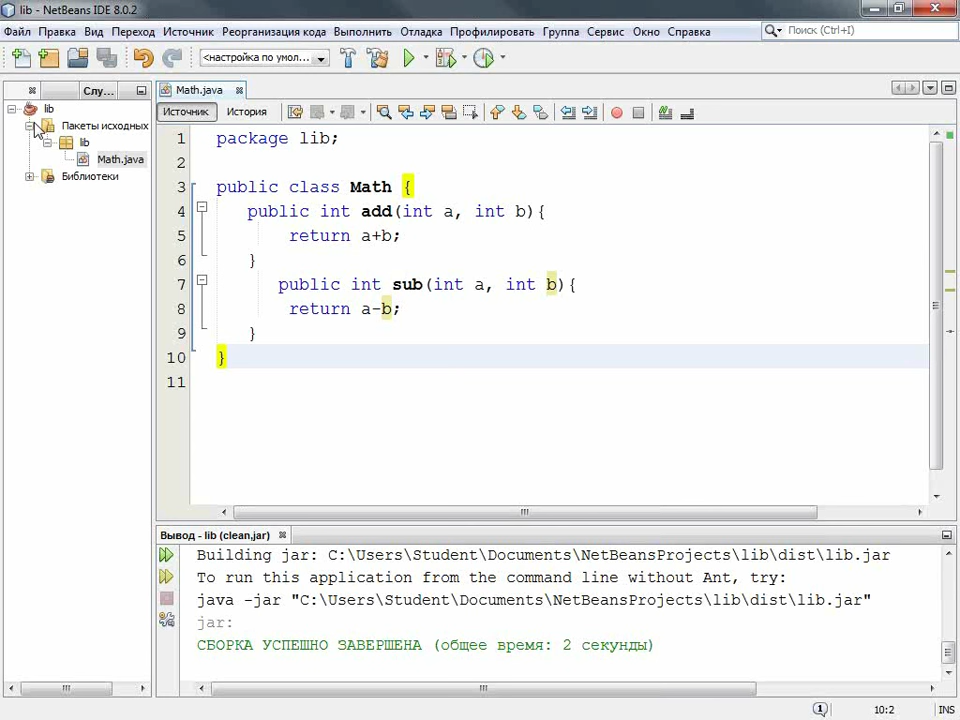 lib - NetBeans IDE 8.0.2
Файл Правка Вид Переход Источник Реорганизация кода Выполнить Отладка Профилировать Группа Сервис Окно Справка
Поиск (Ctrl+I)
<настройка по умол...
Слу...
Math.java
lib
Пакеты исходных
lib
Math.java
Библиотеки
Источник История
1 package lib;
2
3 public class Math {
4 public int add(int a, int b){
5 return a+b;
6 }
7 public int sub(int a, int b){
8 return a-b;
9 }
10 }
11
Вывод - lib (clean,jar)
Building jar: C:\Users\Student\Documents\NetBeansProjects\lib\dist\lib.jar
To run this application from the command line without Ant, try:
java -jar "C:\Users\Student\Documents\NetBeansProjects\lib\dist\lib.jar"
jar:
СБОРКА УСПЕШНО ЗАВЕРШЕНА (общее время: 2 секунды)
1 10:2 INS